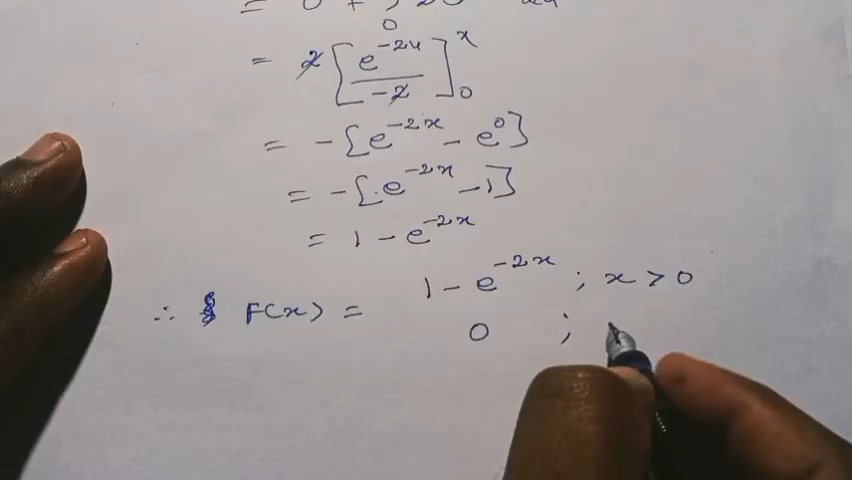 = 2 [ e^{-2u} / -2 ]_0^x
= - { e^{-2x} - e^0 }
= - { e^{-2x} - 1 }
= 1 - e^{-2x}
∴ F(x) = 1 - e^{-2x} ; x > 0
0 ;